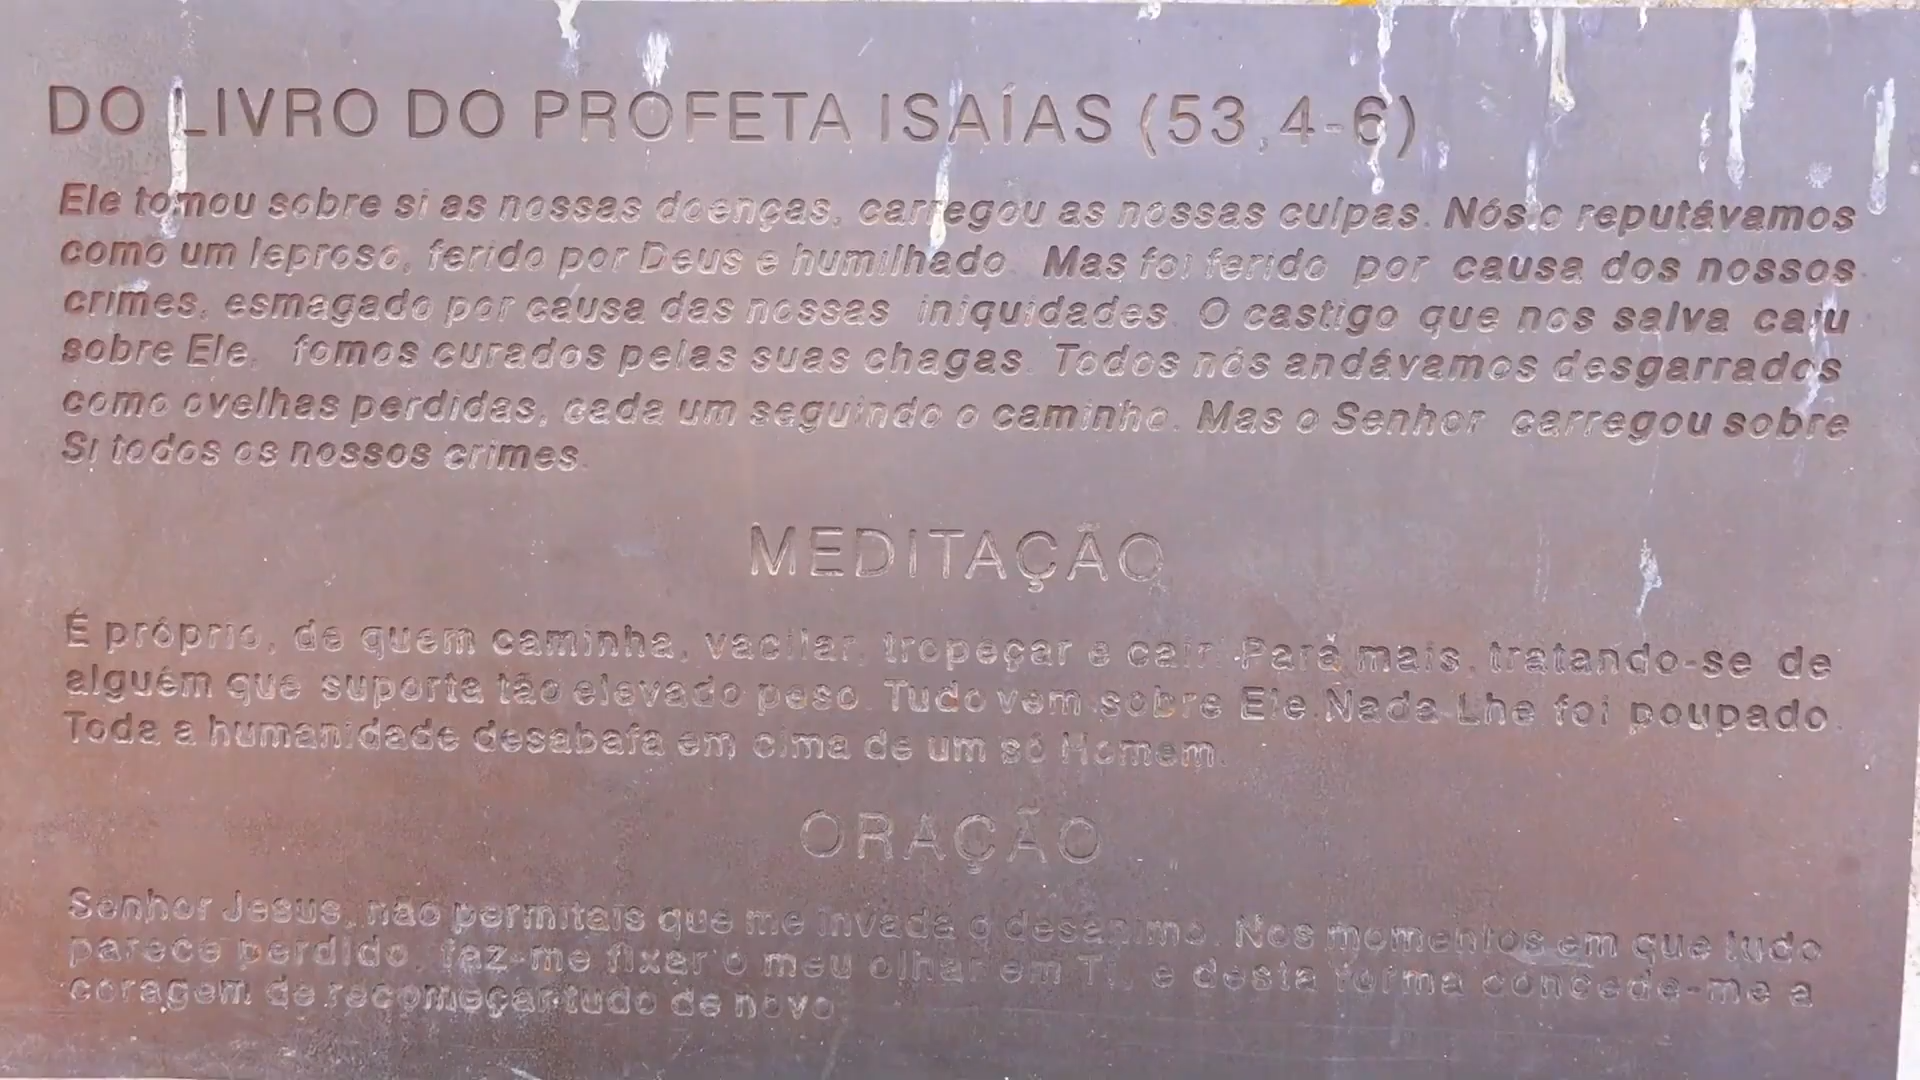 DO LIVRO DO PROFETA ISAÍAS (53,4-6)
Ele tomou sobre si as nossas doenças, carregou as nossas culpas. Nós o reputávamos
como um leproso, ferido por Deus e humilhado. Mas foi ferido por causa dos nossos
crimes, esmagado por causa das nossas iniquidades. O castigo que nos salva caiu
sobre Ele, fomos curados pelas suas chagas. Todos nós andávamos desgarrados
como ovelhas perdidas, cada um seguindo o caminho. Mas o Senhor carregou sobre
Si todos os nossos crimes.
MEDITAÇÃO
É próprio, de quem caminha, vacilar, tropeçar e cair. Para mais, tratando-se de
alguém que suporta tão elevado peso. Tudo vem sobre Ele. Nada Lhe foi poupado.
Toda a humanidade desabafa em cima de um só Homem.
ORAÇÃO
Senhor Jesus, não permitais que me invada o desânimo. Nos momentos em que tudo
parece perdido, faz-me fixar o meu olhar em Ti, e desta forma concede-me a
coragem de recomeçar tudo de novo